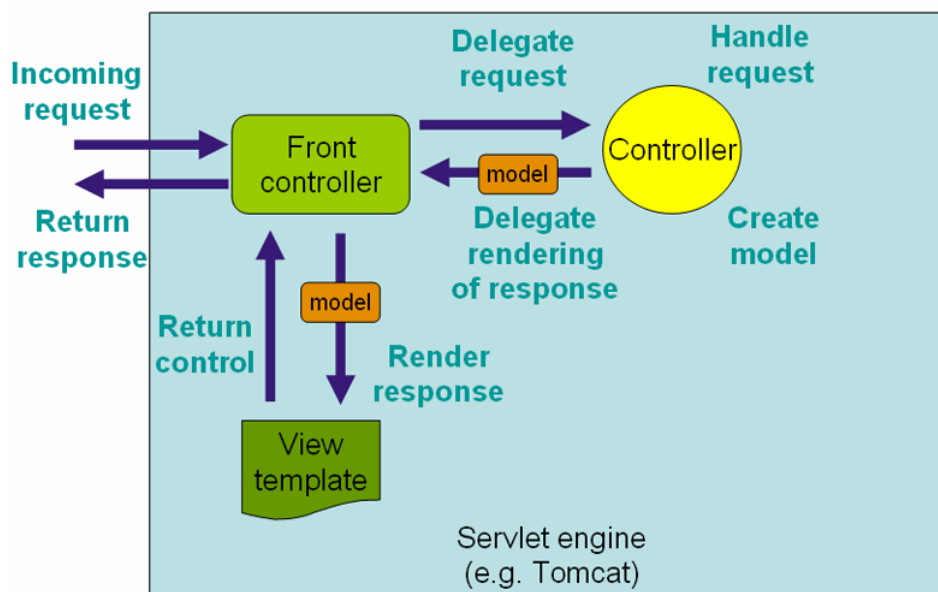 Incoming
request
Return
response
Front
controller
Delegate
request
Handle
request
Controller
model
Delegate
rendering
of response
Create
model
model
Return
control
Render
response
View
template
Servlet engine
(e.g. Tomcat)